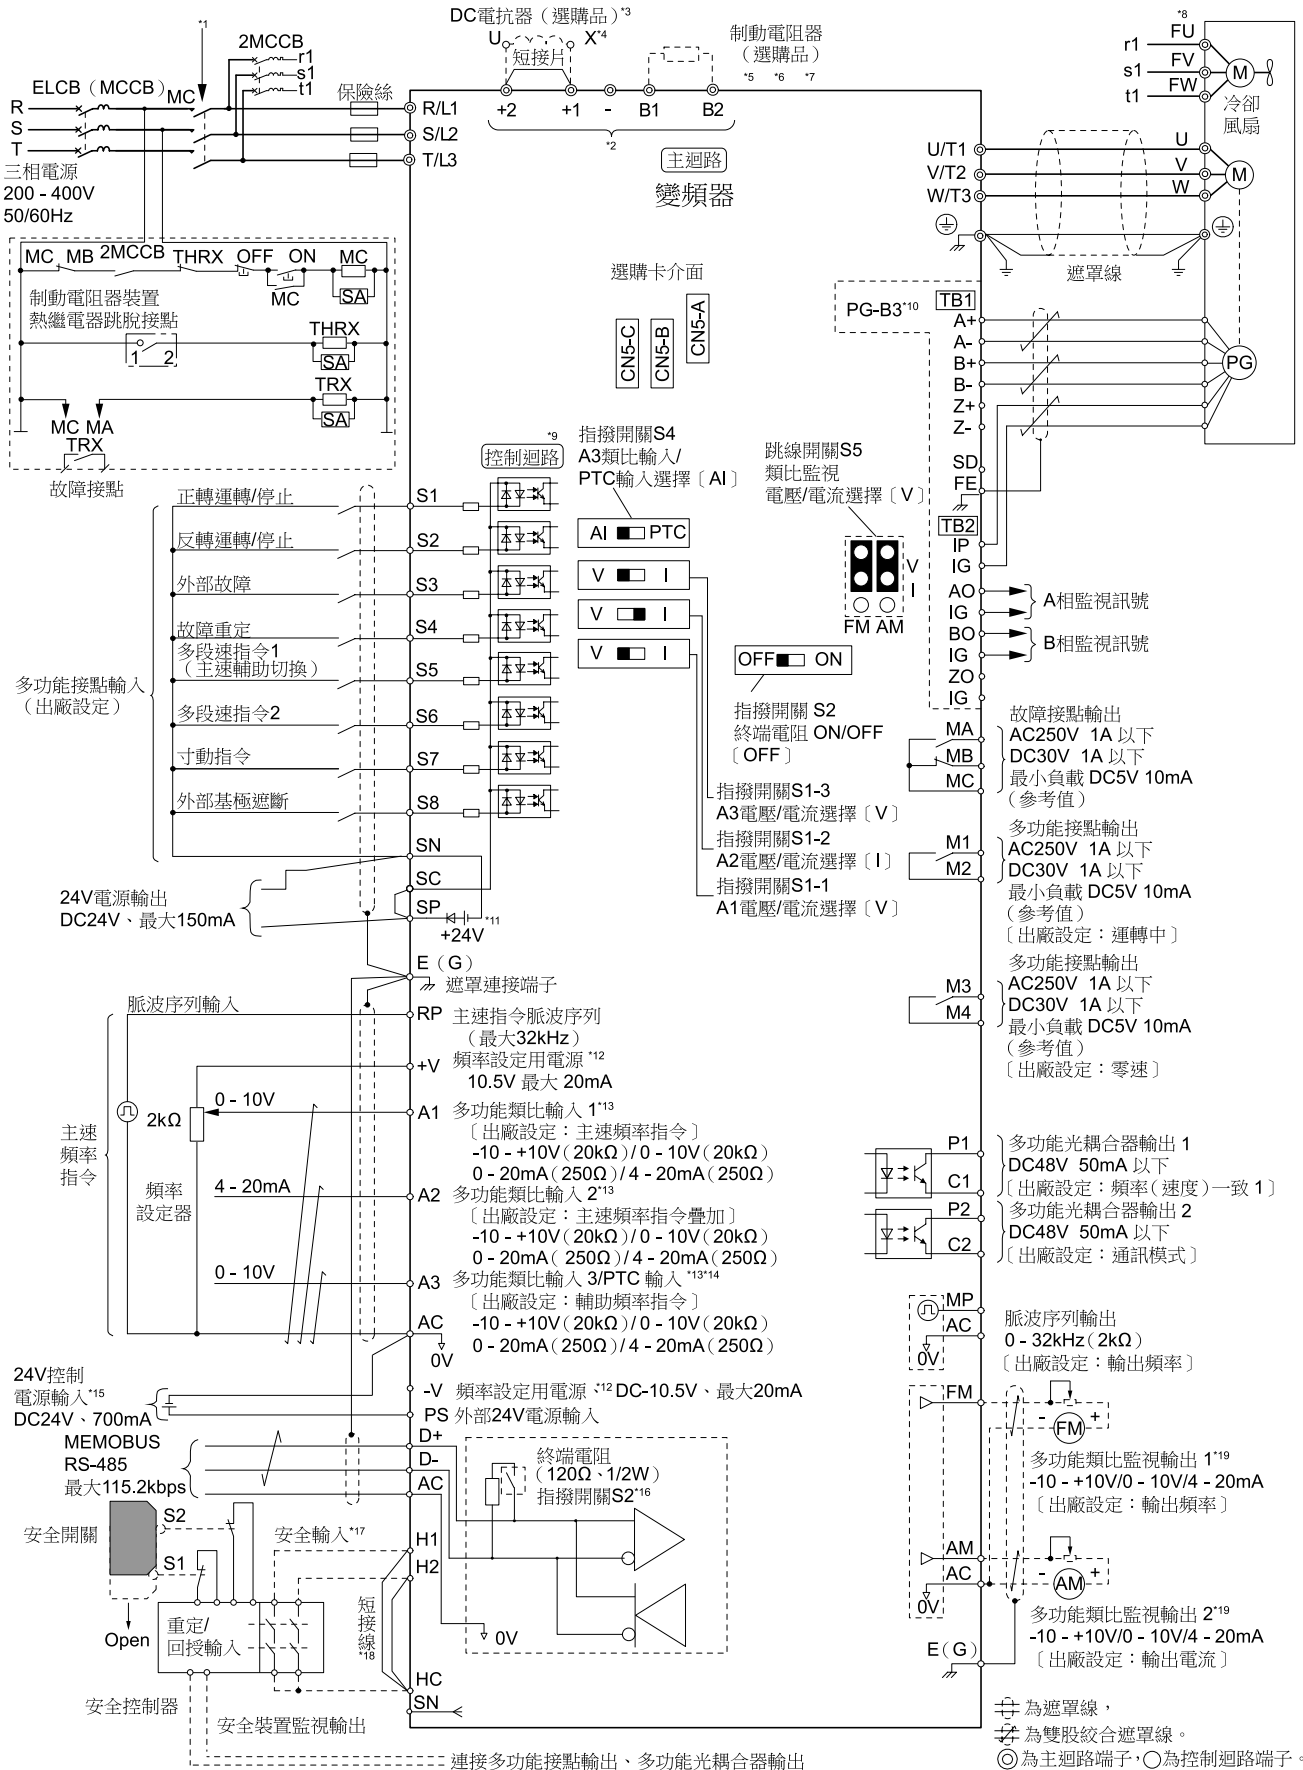 *1
2MCCB
r1
s1
t1
ELCB（MCCB）
MC
R
S
T
三相電源
200 - 400V
50/60Hz
保險絲
R/L1
S/L2
T/L3
DC電抗器（選購品）*3
U
X*4
短接片
+2
+1
-
B1
B2
*2
制動電阻器
（選購品）
*5 *6 *7
主迴路
變頻器
*8
FU
FV
FW
r1
s1
t1
M
冷卻
風扇
U/T1
V/T2
W/T3
U
V
W
M
遮罩線
MC
MB
2MCCB
THRX
OFF
ON
MC
MC
SA
制動電阻器裝置
熱繼電器跳脫接點
1 2
THRX
SA
TRX
SA
MC MA
TRX
故障接點
選購卡介面
CN5-C
CN5-B
CN5-A
PG-B3*10
TB1
A+
A-
B+
B-
Z+
Z-
SD
FE
PG
TB2
IP
IG
AO
IG
BO
IG
ZO
IG
A相監視訊號
B相監視訊號
*9
控制迴路
指撥開關S4
A3類比輸入/
PTC輸入選擇〔AI〕
AI PTC
V I
V I
V I
跳線開關S5
類比監視
電壓/電流選擇〔V〕
V
I
FM AM
OFF ON
指撥開關 S2
終端電阻 ON/OFF
〔OFF〕
指撥開關S1-3
A3電壓/電流選擇〔V〕
指撥開關S1-2
A2電壓/電流選擇〔I〕
指撥開關S1-1
A1電壓/電流選擇〔V〕
多功能接點輸入
（出廠設定）
正轉運轉/停止
S1
反轉運轉/停止
S2
外部故障
S3
故障重定
S4
多段速指令1
（主速輔助切換）
S5
多段速指令2
S6
寸動指令
S7
外部基極遮斷
S8
SN
SC
SP
24V電源輸出
DC24V、最大150mA
+24V
*11
E（G）
遮罩連接端子
MA
MB
MC
故障接點輸出
AC250V 1A 以下
DC30V 1A 以下
最小負載 DC5V 10mA
（參考值）
M1
M2
多功能接點輸出
AC250V 1A 以下
DC30V 1A 以下
最小負載 DC5V 10mA
（參考值）
〔出廠設定：運轉中〕
M3
M4
多功能接點輸出
AC250V 1A 以下
DC30V 1A 以下
最小負載 DC5V 10mA
（參考值）
〔出廠設定：零速〕
脈波序列輸入
RP
主速指令脈波序列
（最大32kHz）
+V
頻率設定用電源 *12
10.5V 最大 20mA
主速
頻率
指令
2kΩ
頻率
設定器
0 - 10V
A1
多功能類比輸入 1*13
〔出廠設定：主速頻率指令〕
-10 - +10V（20kΩ）/ 0 - 10V（20kΩ）
0 - 20mA（250Ω）/ 4 - 20mA（250Ω）
4 - 20mA
A2
多功能類比輸入 2*13
〔出廠設定：主速頻率指令疊加〕
-10 - +10V（20kΩ）/ 0 - 10V（20kΩ）
0 - 20mA（250Ω）/ 4 - 20mA（250Ω）
0 - 10V
A3
多功能類比輸入 3/PTC 輸入 *13*14
〔出廠設定：輔助頻率指令〕
-10 - +10V（20kΩ）/ 0 - 10V（20kΩ）
0 - 20mA（250Ω）/ 4 - 20mA（250Ω）
AC
0V
-V
頻率設定用電源、*12 DC-10.5V、最大20mA
PS
外部24V電源輸入
P1
C1
多功能光耦合器輸出 1
DC48V 50mA 以下
〔出廠設定：頻率（速度）一致 1〕
P2
C2
多功能光耦合器輸出 2
DC48V 50mA 以下
〔出廠設定：通訊模式〕
MP
AC
0V
脈波序列輸出
0 - 32kHz（2kΩ）
〔出廠設定：輸出頻率〕
FM
- +
FM
多功能類比監視輸出 1*19
-10 - +10V/0 - 10V/4 - 20mA
〔出廠設定：輸出頻率〕
AM
AC
0V
- +
AM
多功能類比監視輸出 2*19
-10 - +10V/0 - 10V/4 - 20mA
〔出廠設定：輸出電流〕
E（G）
24V控制
電源輸入*15
DC24V、700mA
MEMOBUS
RS-485
最大115.2kbps
D+
D-
AC
終端電阻
（120Ω、1/2W）
指撥開關S2*16
0V
安全開關
S2
S1
Open
重定/
回授輸入
安全輸入*17
H1
H2
短接線
*18
HC
SN
安全控制器
安全裝置監視輸出
連接多功能接點輸出、多功能光耦合器輸出
為遮罩線，
為雙股絞合遮罩線。
◎為主迴路端子，○為控制迴路端子。